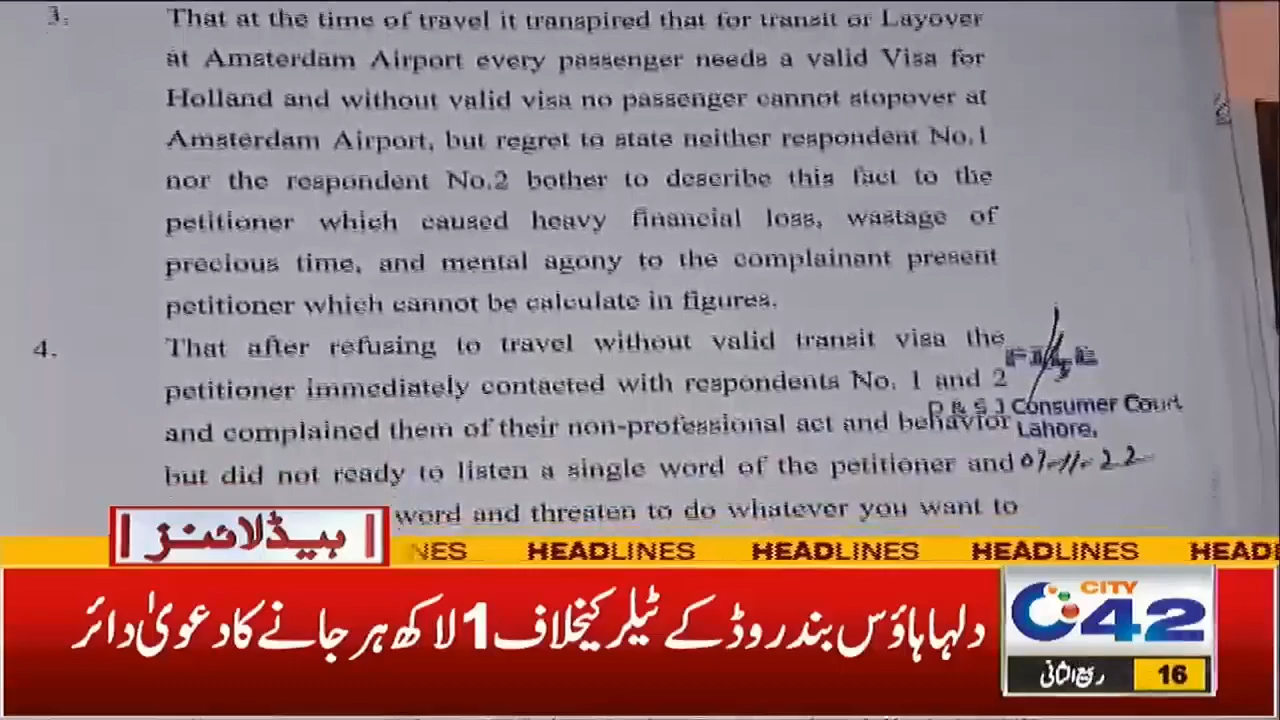 3. That at the time of travel it transpired that for transit or Layover
at Amsterdam Airport every passenger needs a valid Visa for
Holland and without valid visa no passenger cannot stopover at
Amsterdam Airport, but regret to state neither respondent No.1
nor the respondent No.2 bother to describe this fact to the
petitioner which caused heavy financial loss, wastage of
precious time, and mental agony to the complainant present
petitioner which cannot be calculate in figures.
4. That after refusing to travel without valid transit visa the
petitioner immediately contacted with respondents No. 1 and 2
and complained them of their non-professional act and behavior
but did not ready to listen a single word of the petitioner and
word and threaten to do whatever you want to
D & S J Consumer Court
Lahore.
ہیڈلائنز
NES HEADLINES HEADLINES HEADLINES HEAD
دلہا ہاؤس بند روڈ کے ٹیلر کیخلاف 1 لاکھ ہرجانے کا دعویٰ دائر
CITY
42
ربیع الثانی 16